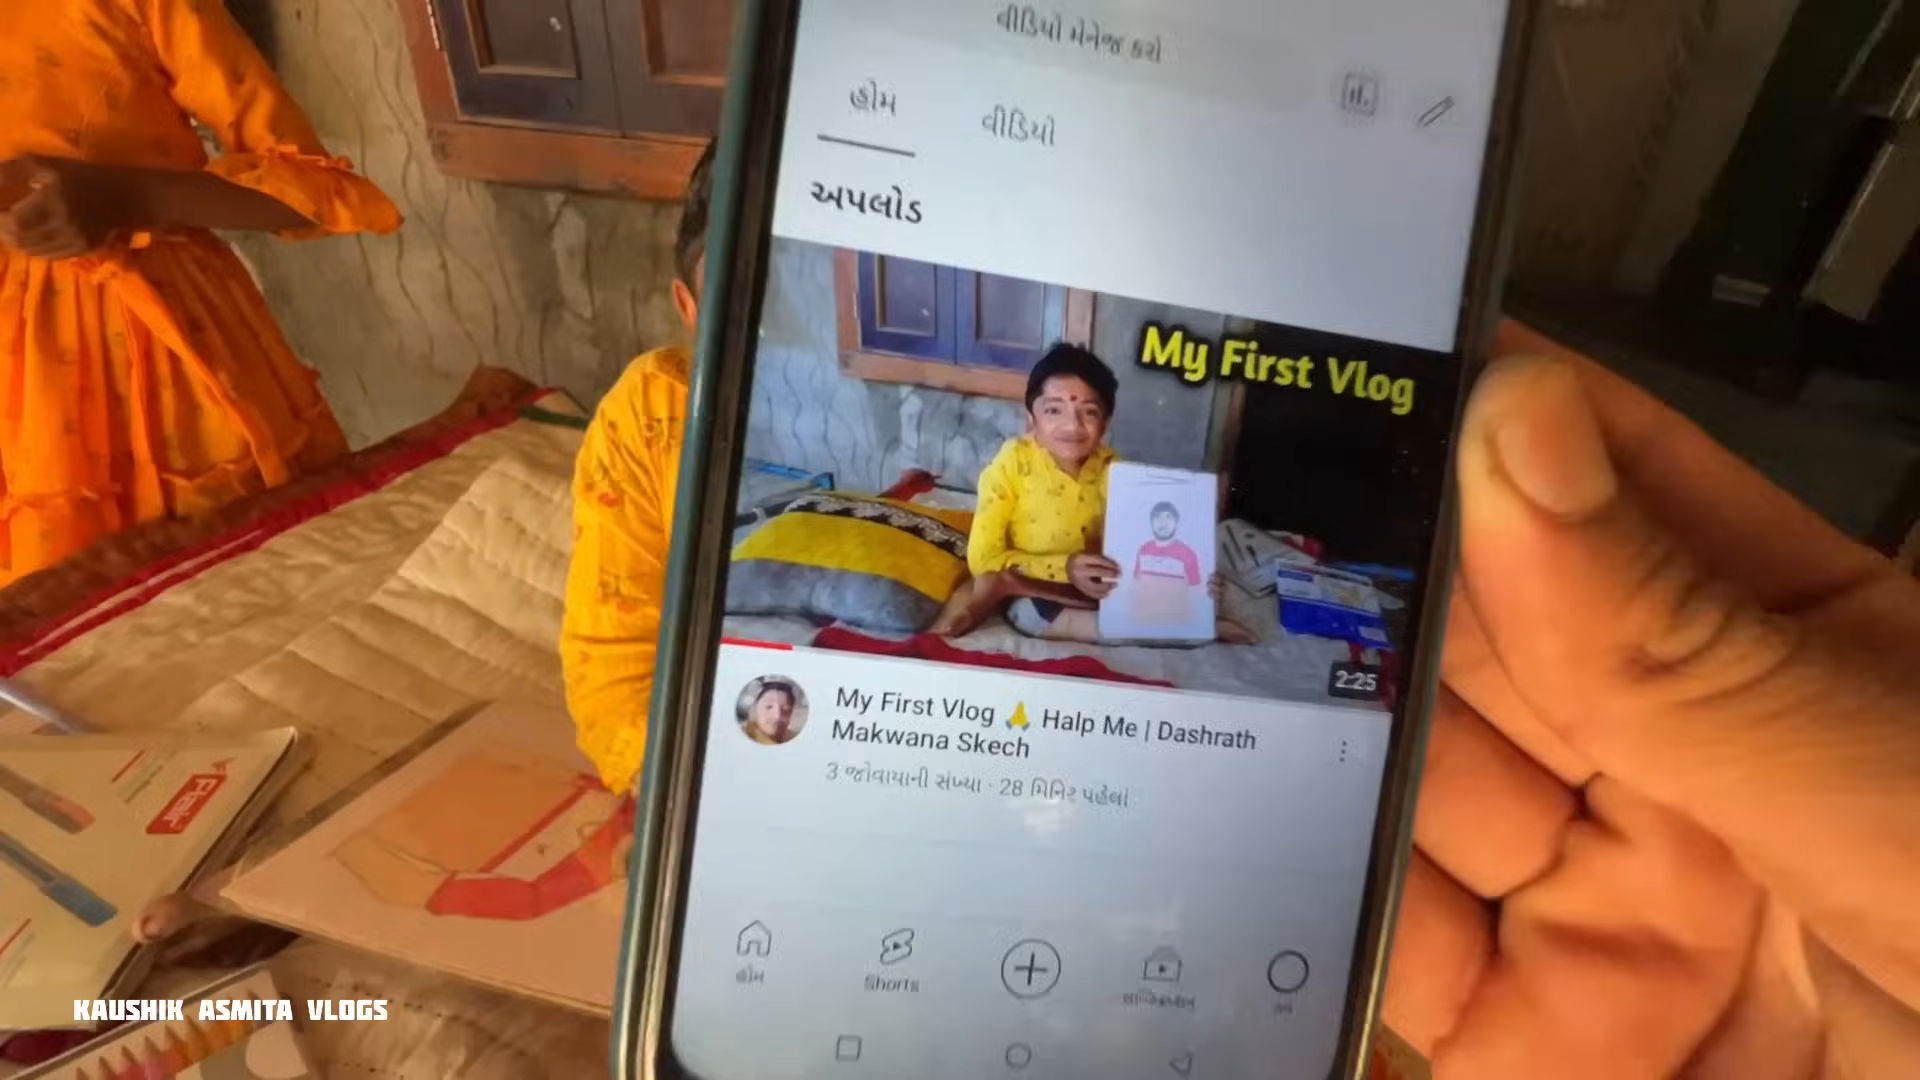 વીડિયો મેનેજ કરો
હોમ
વીડિયો
અપલોડ
My First Vlog
2:25
My First Vlog 🙏 Halp Me | Dashrath
Makwana Skech
3 જોવાયાની સંખ્યા · 28 મિનિટ પહેલાં
હોમ
Shorts
Flair
KAUSHIK ASMITA VLOGS